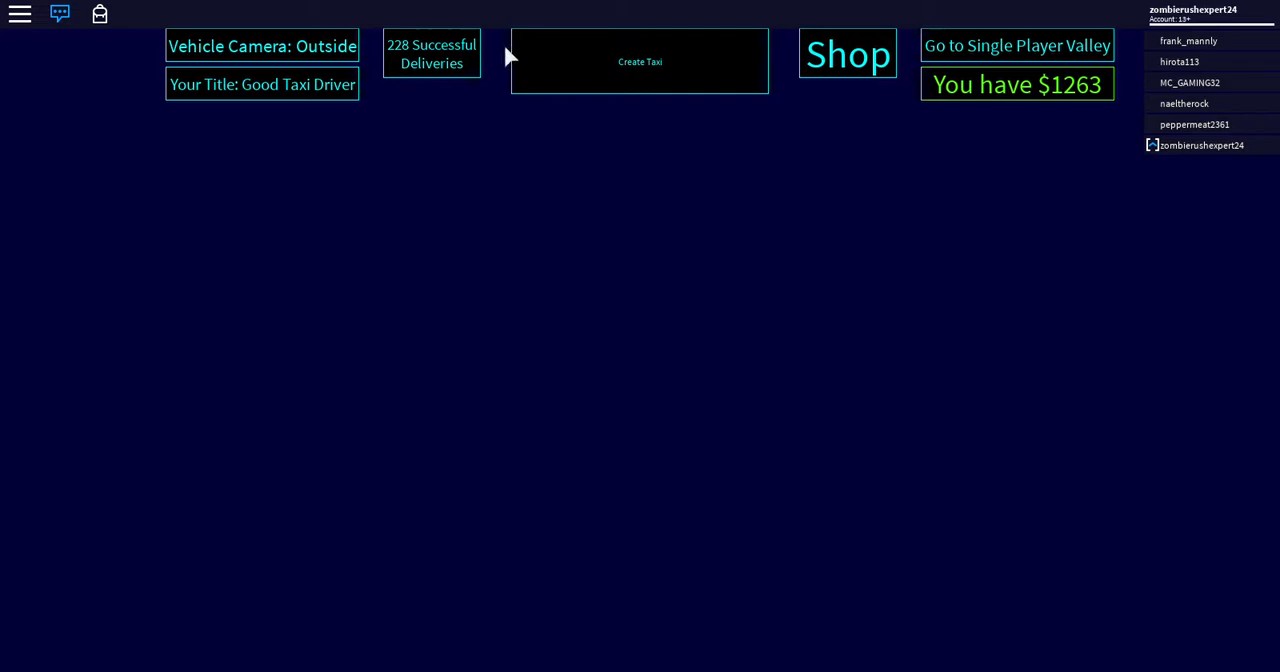 zombierushexpert24
Account: 13+
Vehicle Camera: Outside
Your Title: Good Taxi Driver
228 Successful
Deliveries
Create Taxi
Shop
Go to Single Player Valley
You have $1263
frank_mannly
hirota113
MC_GAMING32
naeltherock
peppermeat2361
zombierushexpert24